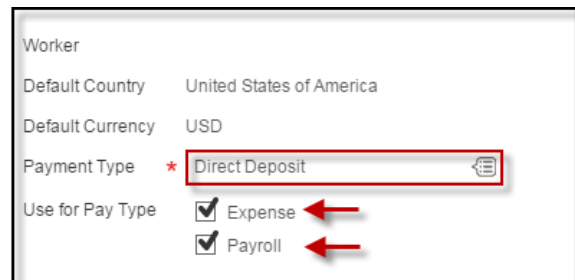 Worker
Default Country United States of America
Default Currency USD
Payment Type * Direct Deposit
Use for Pay Type Expense
Payroll